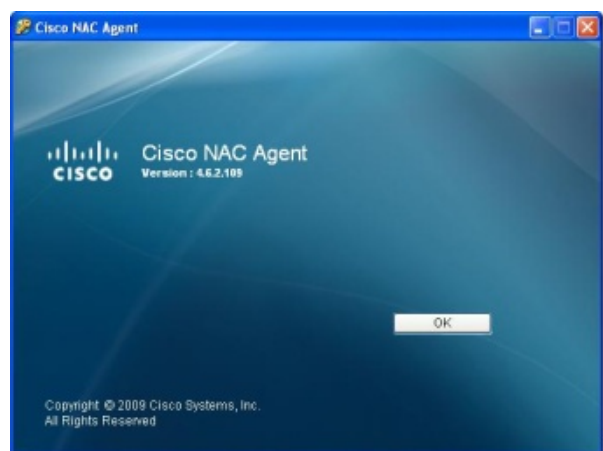 Cisco NAC Agent
CISCO
Cisco NAC Agent
Version : 4.6.2.109
OK
Copyright © 2009 Cisco Systems, Inc.
All Rights Reserved